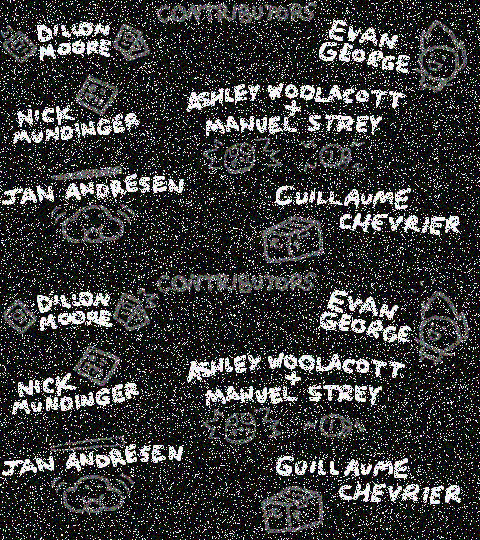 CONTRIBUTORS
DILLON
MOORE
EVAN
GEORGE
NICK
MUNDINGER
ASHLEY WOOLACOTT
+
MANUEL STREY
JAN ANDRESEN
GUILLAUME
CHEVRIER
CONTRIBUTORS
DILLON
MOORE
EVAN
GEORGE
NICK
MUNDINGER
ASHLEY WOOLACOTT
+
MANUEL STREY
JAN ANDRESEN
GUILLAUME
CHEVRIER